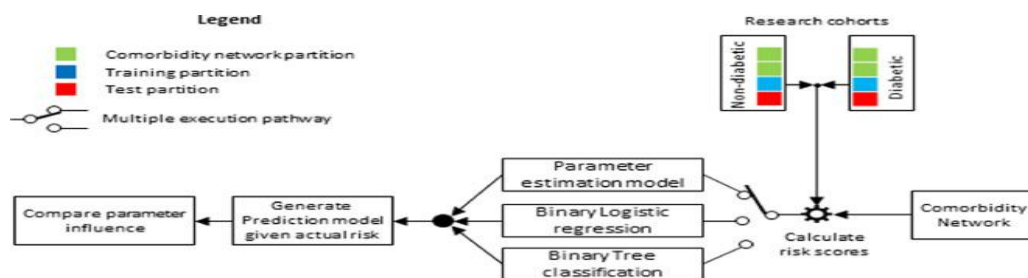 Legend
Comorbidity network partition
Training partition
Test partition
Multiple execution pathway
Research cohorts
Non-diabetic
Diabetic
Parameter
estimation model
Binary Logistic
regression
Binary Tree
classification
Calculate
risk scores
Comorbidity
Network
Generate
Prediction model
given actual risk
Compare parameter
influence